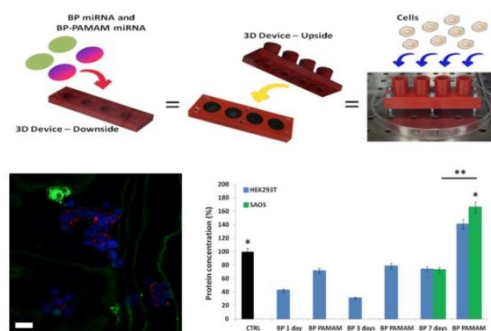 BP miRNA and
BP-PAMAM miRNA
3D Device – Upside
Cells
3D Device – Downside
=
=
HEK293T
SAOS
**
*
*
Protein concentration (%)
200
180
160
140
120
100
80
60
40
20
0
CTRL
BP 1 day
BP PAMAM
BP 3 days
BP PAMAM
BP 7 days
BP PAMAM